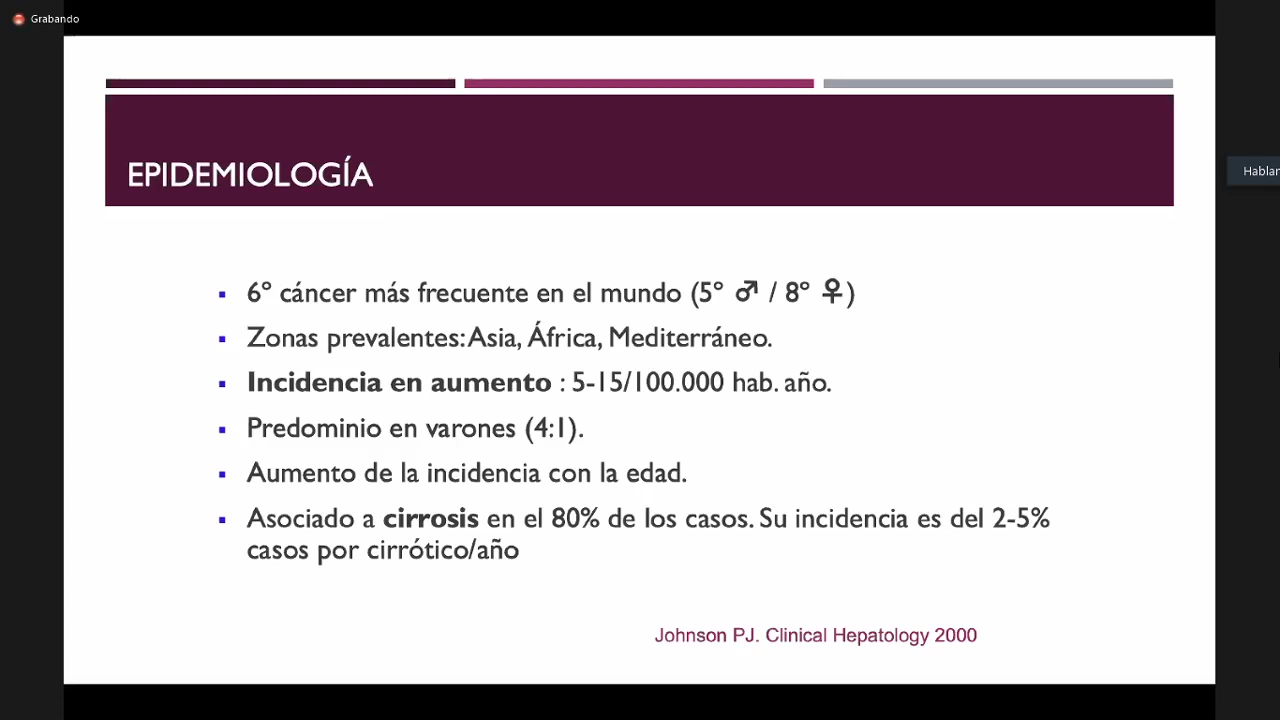 Grabando
Hablar
EPIDEMIOLOGÍA
▪ 6º cáncer más frecuente en el mundo (5º ♂ / 8º ♀)
▪ Zonas prevalentes: Asia, África, Mediterráneo.
▪ Incidencia en aumento : 5-15/100.000 hab. año.
▪ Predominio en varones (4:1).
▪ Aumento de la incidencia con la edad.
▪ Asociado a cirrosis en el 80% de los casos. Su incidencia es del 2-5%
casos por cirrótico/año
Johnson PJ. Clinical Hepatology 2000